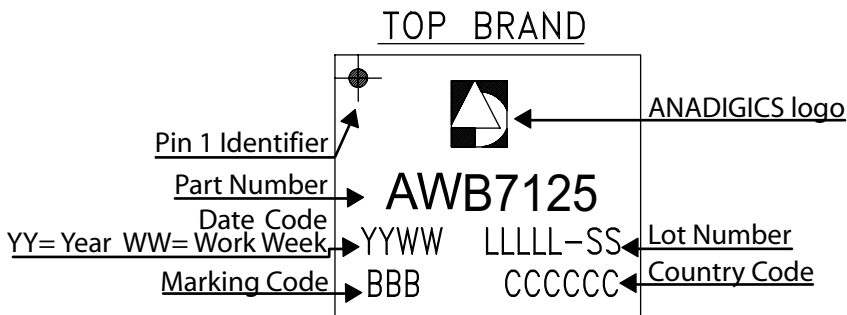 TOP BRAND
ANADIGICS logo
Pin 1 Identifier
Part Number
AWB7125
Date Code
YY= Year WW= Work Week
YYWW LLLLL-SS
Lot Number
Marking Code
BBB CCCCCC
Country Code